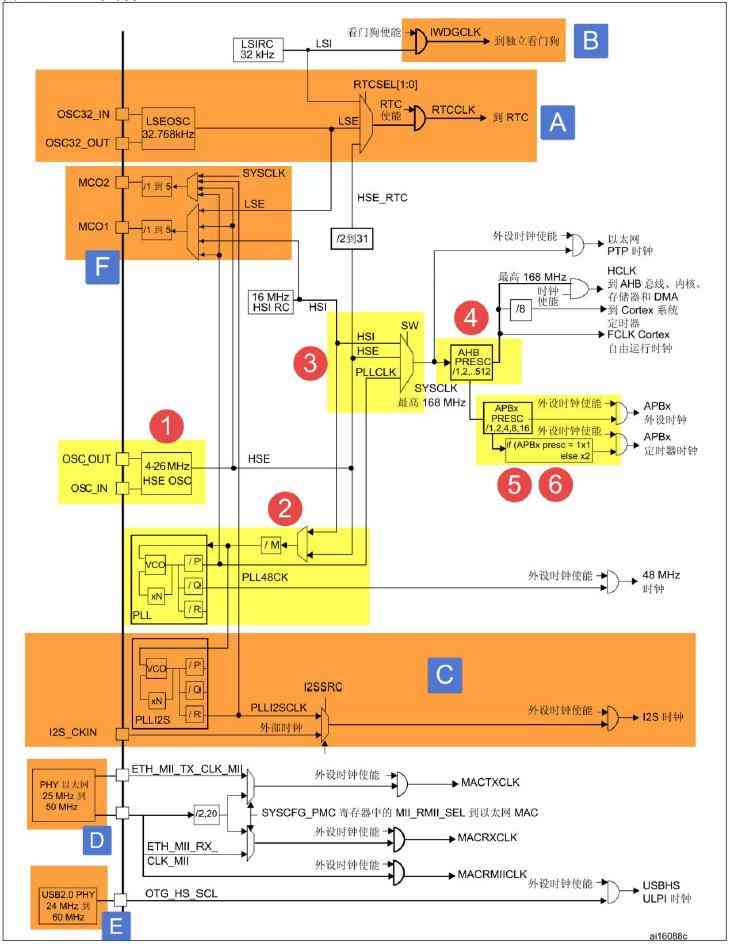 看门狗使能
IWDGCLK
到独立看门狗
B
LSIRC
32 kHz
LSI
RTCSEL[1:0]
OSC32_IN
LSEOSC
32.768kHz
OSC32_OUT
LSE
RTC
使能
RTCCLK
到 RTC
A
MCO2
/1 到 5
SYSCLK
LSE
MCO1
/1 到 5
F
HSE_RTC
/2到31
外设时钟使能
以太网
PTP 时钟
16 MHz
HSI RC
HSI
最高 168 MHz
时钟
使能
HCLK
到 AHB 总线、内核、
存储器和 DMA
/8
到 Cortex 系统
定时器
FCLK Cortex
自由运行时钟
SW
4
3
HSI
HSE
PLLCLK
AHB
PRESC
/1,2,..512
SYSCLK
最高 168 MHz
APBx
PRESC
/1,2,4,8,16
外设时钟使能
APBx
外设时钟
外设时钟使能
if (APBx presc = 1x1
else x2
APBx
定时器时钟
5
6
1
OSC_OUT
4-26 MHz
HSE OSC
OSC_IN
HSE
2
/ M
VCO
xN
/ P
/ Q
/ R
PLL
PLL48CK
外设时钟使能
48 MHz
时钟
VCO
xN
/ P
/ Q
/ R
PLLI2S
I2SSRC
PLLI2SCLK
外部时钟
I2S_CKIN
外设时钟使能
I2S 时钟
C
PHY 以太网
25 MHz 到
50 MHz
D
ETH_MII_TX_CLK_MII
外设时钟使能
MACTXCLK
/2,20
SYSCFG_PMC 寄存器中的 MII_RMII_SEL 到以太网 MAC
ETH_MII_RX_
CLK_MII
外设时钟使能
MACRXCLK
外设时钟使能
MACRMIICLK
USB2.0 PHY
24 MHz 到
60 MHz
E
OTG_HS_SCL
外设时钟使能
USBHS
ULPI 时钟
ai16088c